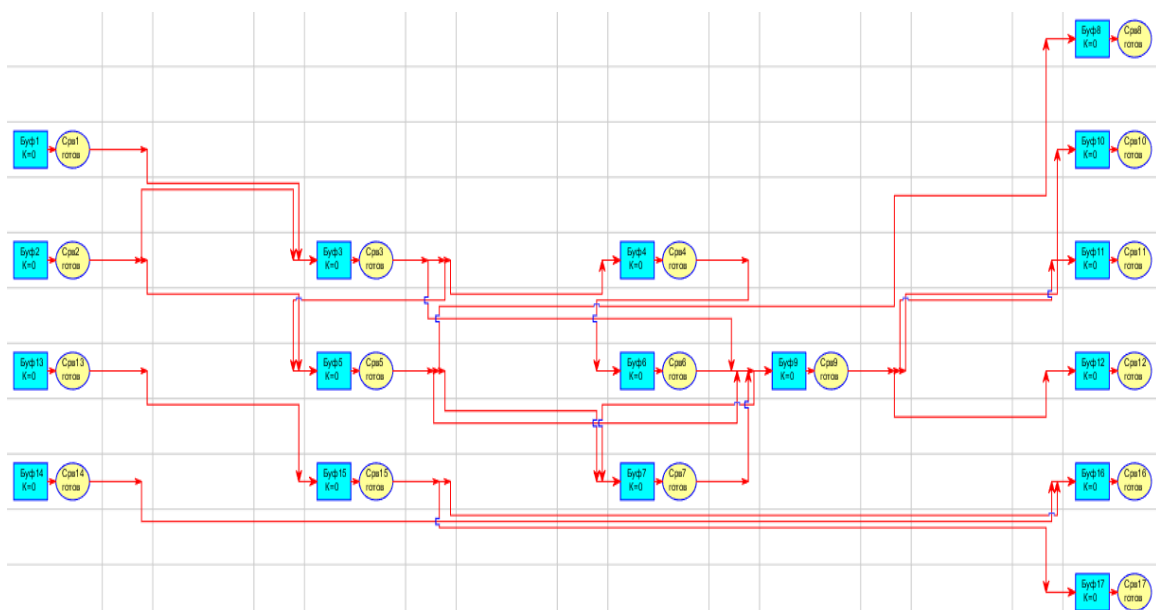 Буф8
K=0
Срв8
готов
Буф1
K=0
Срв1
готов
Буф10
K=0
Срв10
готов
Буф2
K=0
Срв2
готов
Буф3
K=0
Срв3
готов
Буф4
K=0
Срв4
готов
Буф11
K=0
Срв11
готов
Буф13
K=0
Срв13
готов
Буф5
K=0
Срв5
готов
Буф6
K=0
Срв6
готов
Буф9
K=0
Срв9
готов
Буф12
K=0
Срв12
готов
Буф14
K=0
Срв14
готов
Буф15
K=0
Срв15
готов
Буф7
K=0
Срв7
готов
Буф16
K=0
Срв16
готов
Буф17
K=0
Срв17
готов